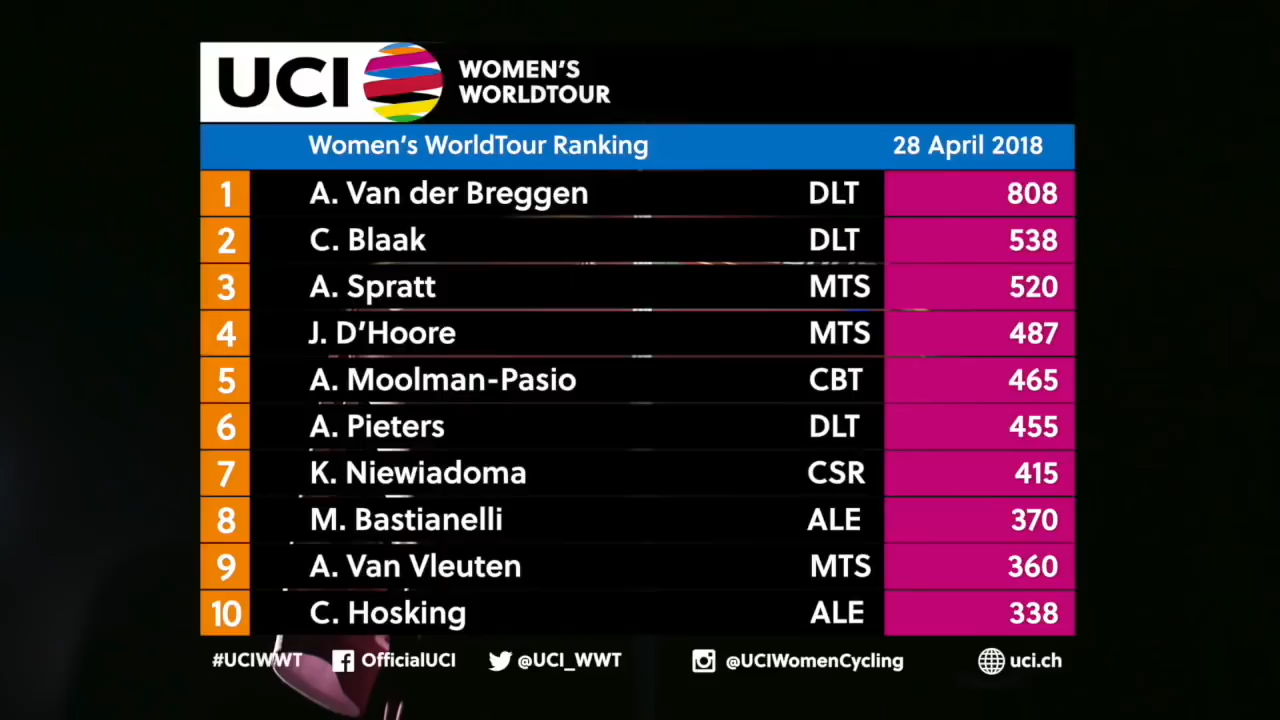 UCI WOMEN'S
WORLDTOUR
Women's WorldTour Ranking 28 April 2018
1 A. Van der Breggen DLT 808
2 C. Blaak DLT 538
3 A. Spratt MTS 520
4 J. D'Hoore MTS 487
5 A. Moolman-Pasio CBT 465
6 A. Pieters DLT 455
7 K. Niewiadoma CSR 415
8 M. Bastianelli ALE 370
9 A. Van Vleuten MTS 360
10 C. Hosking ALE 338
#UCIWWT OfficialUCI @UCI_WWT @UCIWomenCycling uci.ch